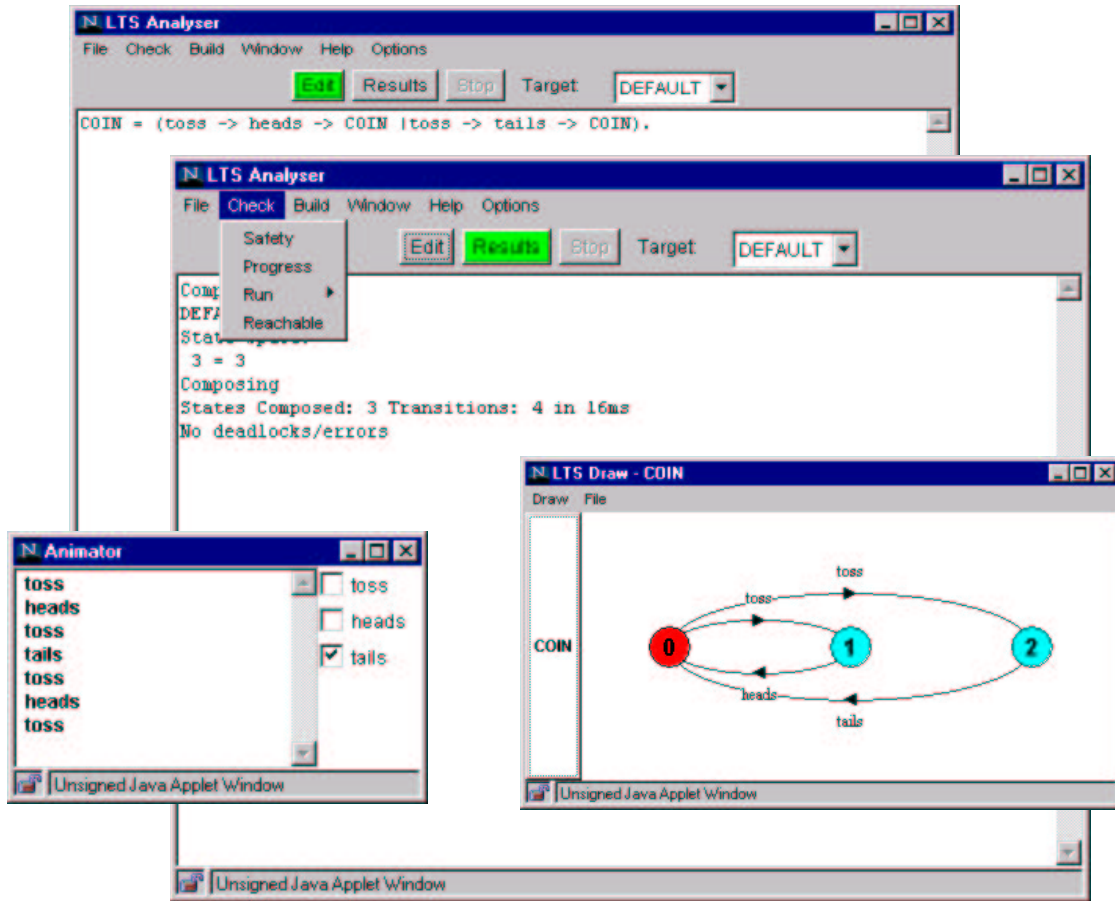 LTS Analyser
File Check Build Window Help Options
Edit Results Stop Target: DEFAULT
COIN = (toss -> heads -> COIN |toss -> tails -> COIN).
LTS Analyser
File Check Build Window Help Options
Safety
Progress
Run
Reachable
Edit Results Stop Target: DEFAULT
3 = 3
Composing
States Composed: 3 Transitions: 4 in 16ms
No deadlocks/errors
LTS Draw - COIN
Draw File
COIN
toss
toss
0 1 2
heads
tails
Unsigned Java Applet Window
Animator
toss
heads
toss
tails
toss
heads
toss
toss
heads
tails
Unsigned Java Applet Window
Unsigned Java Applet Window